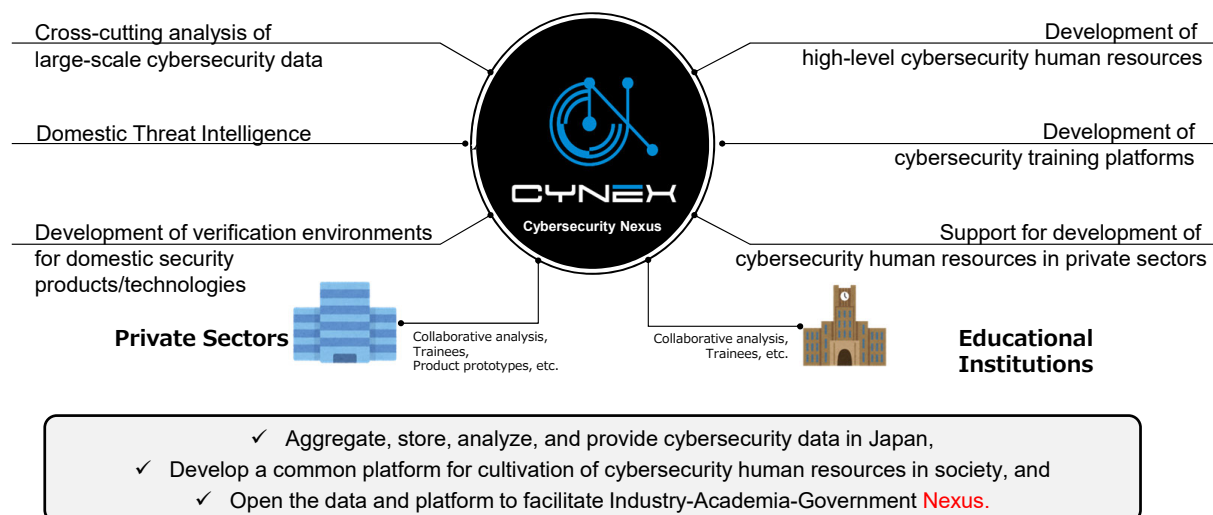 Cross-cutting analysis of
large-scale cybersecurity data
Domestic Threat Intelligence
Development of verification environments
for domestic security
products/technologies
CYNEX
Cybersecurity Nexus
Development of
high-level cybersecurity human resources
Development of
cybersecurity training platforms
Support for development of
cybersecurity human resources in private sectors
Private Sectors
Collaborative analysis,
Trainees,
Product prototypes, etc.
Collaborative analysis,
Trainees, etc.
Educational
Institutions
✓ Aggregate, store, analyze, and provide cybersecurity data in Japan,
✓ Develop a common platform for cultivation of cybersecurity human resources in society, and
✓ Open the data and platform to facilitate Industry-Academia-Government Nexus.